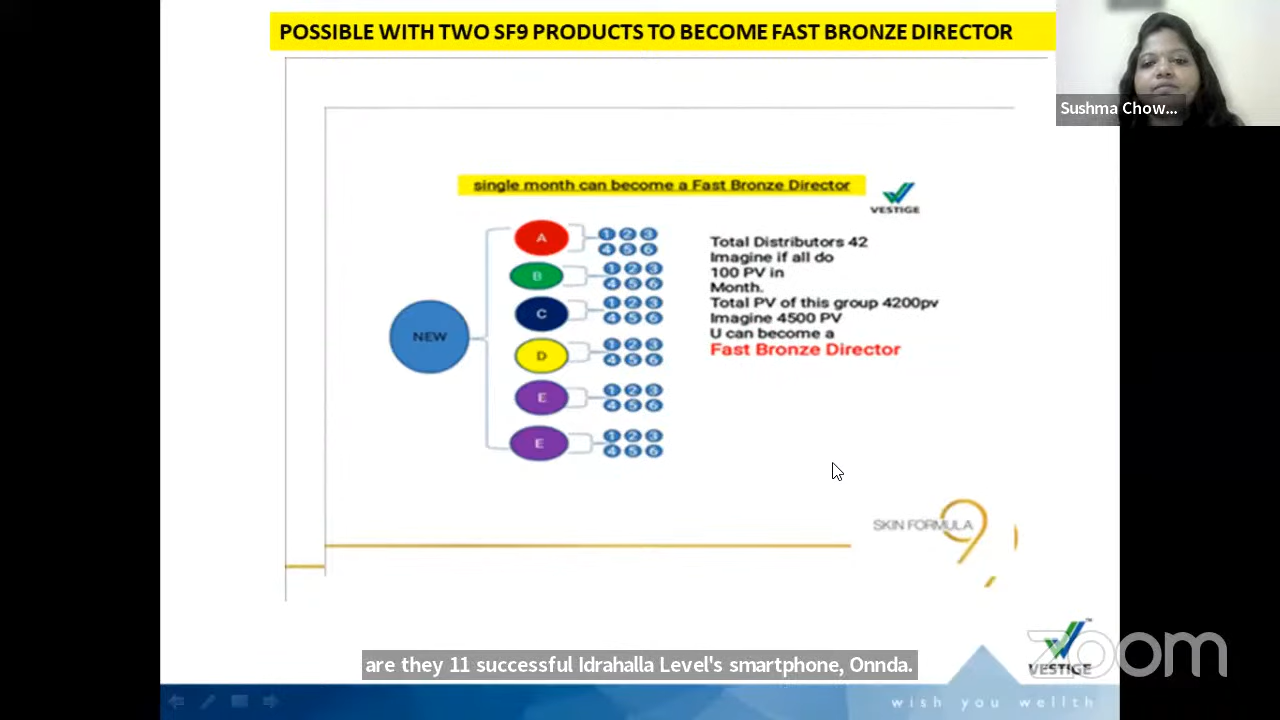 POSSIBLE WITH TWO SF9 PRODUCTS TO BECOME FAST BRONZE DIRECTOR
Sushma Chow...
single month can become a Fast Bronze Director
VESTIGE
NEW
A
1 2 3
4 5 6
B
1 2 3
4 5 6
C
1 2 3
4 5 6
D
1 2 3
4 5 6
E
1 2 3
4 5 6
E
1 2 3
4 5 6
Total Distributors 42
Imagine if all do
100 PV in
Month.
Total PV of this group 4200pv
Imagine 4500 PV
U can become a
Fast Bronze Director
SKIN FORMULA 9
are they 11 successful Idrahalla Level's smartphone, Onnda.
zoom
VESTIGE
wish you wellth